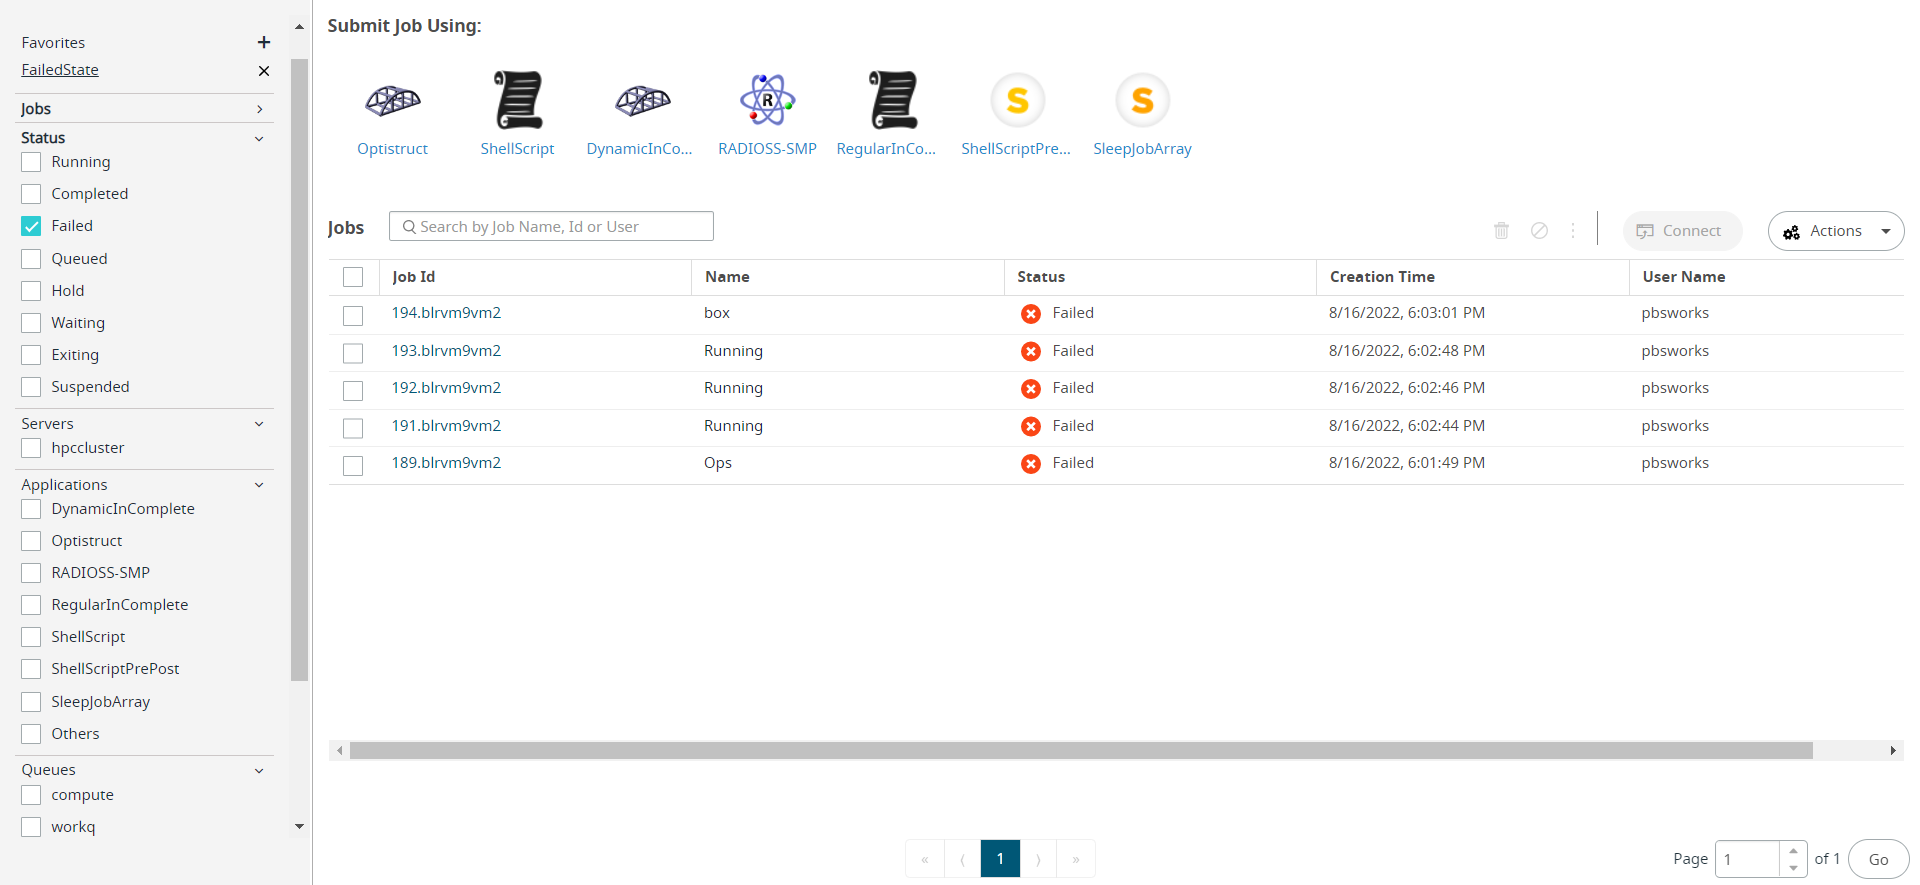 Favorites
FailedState
Jobs
Status
Running
Completed
Failed
Queued
Hold
Waiting
Exiting
Suspended
Servers
hpccluster
Applications
DynamicInComplete
Optistruct
RADIOSS-SMP
RegularInComplete
ShellScript
ShellScriptPrePost
SleepJobArray
Others
Queues
compute
workq
Submit Job Using:
R S S
Optistruct ShellScript DynamicInCo... RADIOSS-SMP RegularInCo... ShellScriptPre... SleepJobArray
Jobs Search by Job Name, Id or User Connect Actions
Job Id Name Status Creation Time User Name
194.blrvm9vm2 box Failed 8/16/2022, 6:03:01 PM pbsworks
193.blrvm9vm2 Running Failed 8/16/2022, 6:02:48 PM pbsworks
192.blrvm9vm2 Running Failed 8/16/2022, 6:02:46 PM pbsworks
191.blrvm9vm2 Running Failed 8/16/2022, 6:02:44 PM pbsworks
189.blrvm9vm2 Ops Failed 8/16/2022, 6:01:49 PM pbsworks
« ⟨ 1 ⟩ » Page 1 of 1 Go